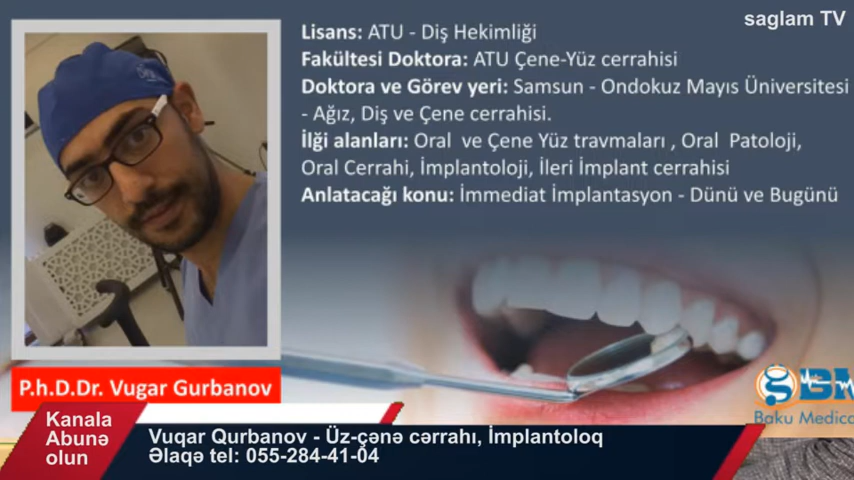 saglam TV
Lisans: ATU - Diş Hekimliği
Fakültesi Doktora: ATU Çene-Yüz cerrahisi
Doktora ve Görev yeri: Samsun - Ondokuz Mayıs Üniversitesi
- Ağız, Diş ve Çene cerrahisi.
İlği alanları: Oral ve Çene Yüz travmaları , Oral Patoloji,
Oral Cerrahi, İmplantoloji, İleri İmplant cerrahisi
Anlatacağı konu: İmmediat İmplantasyon - Dünü ve Bugünü
P.h.D.Dr. Vugar Gurbanov
Baku Medica
Kanala
Abunə
olun
Vuqar Qurbanov - Üz-çənə cərrahı, İmplantoloq
Əlaqə tel: 055-284-41-04